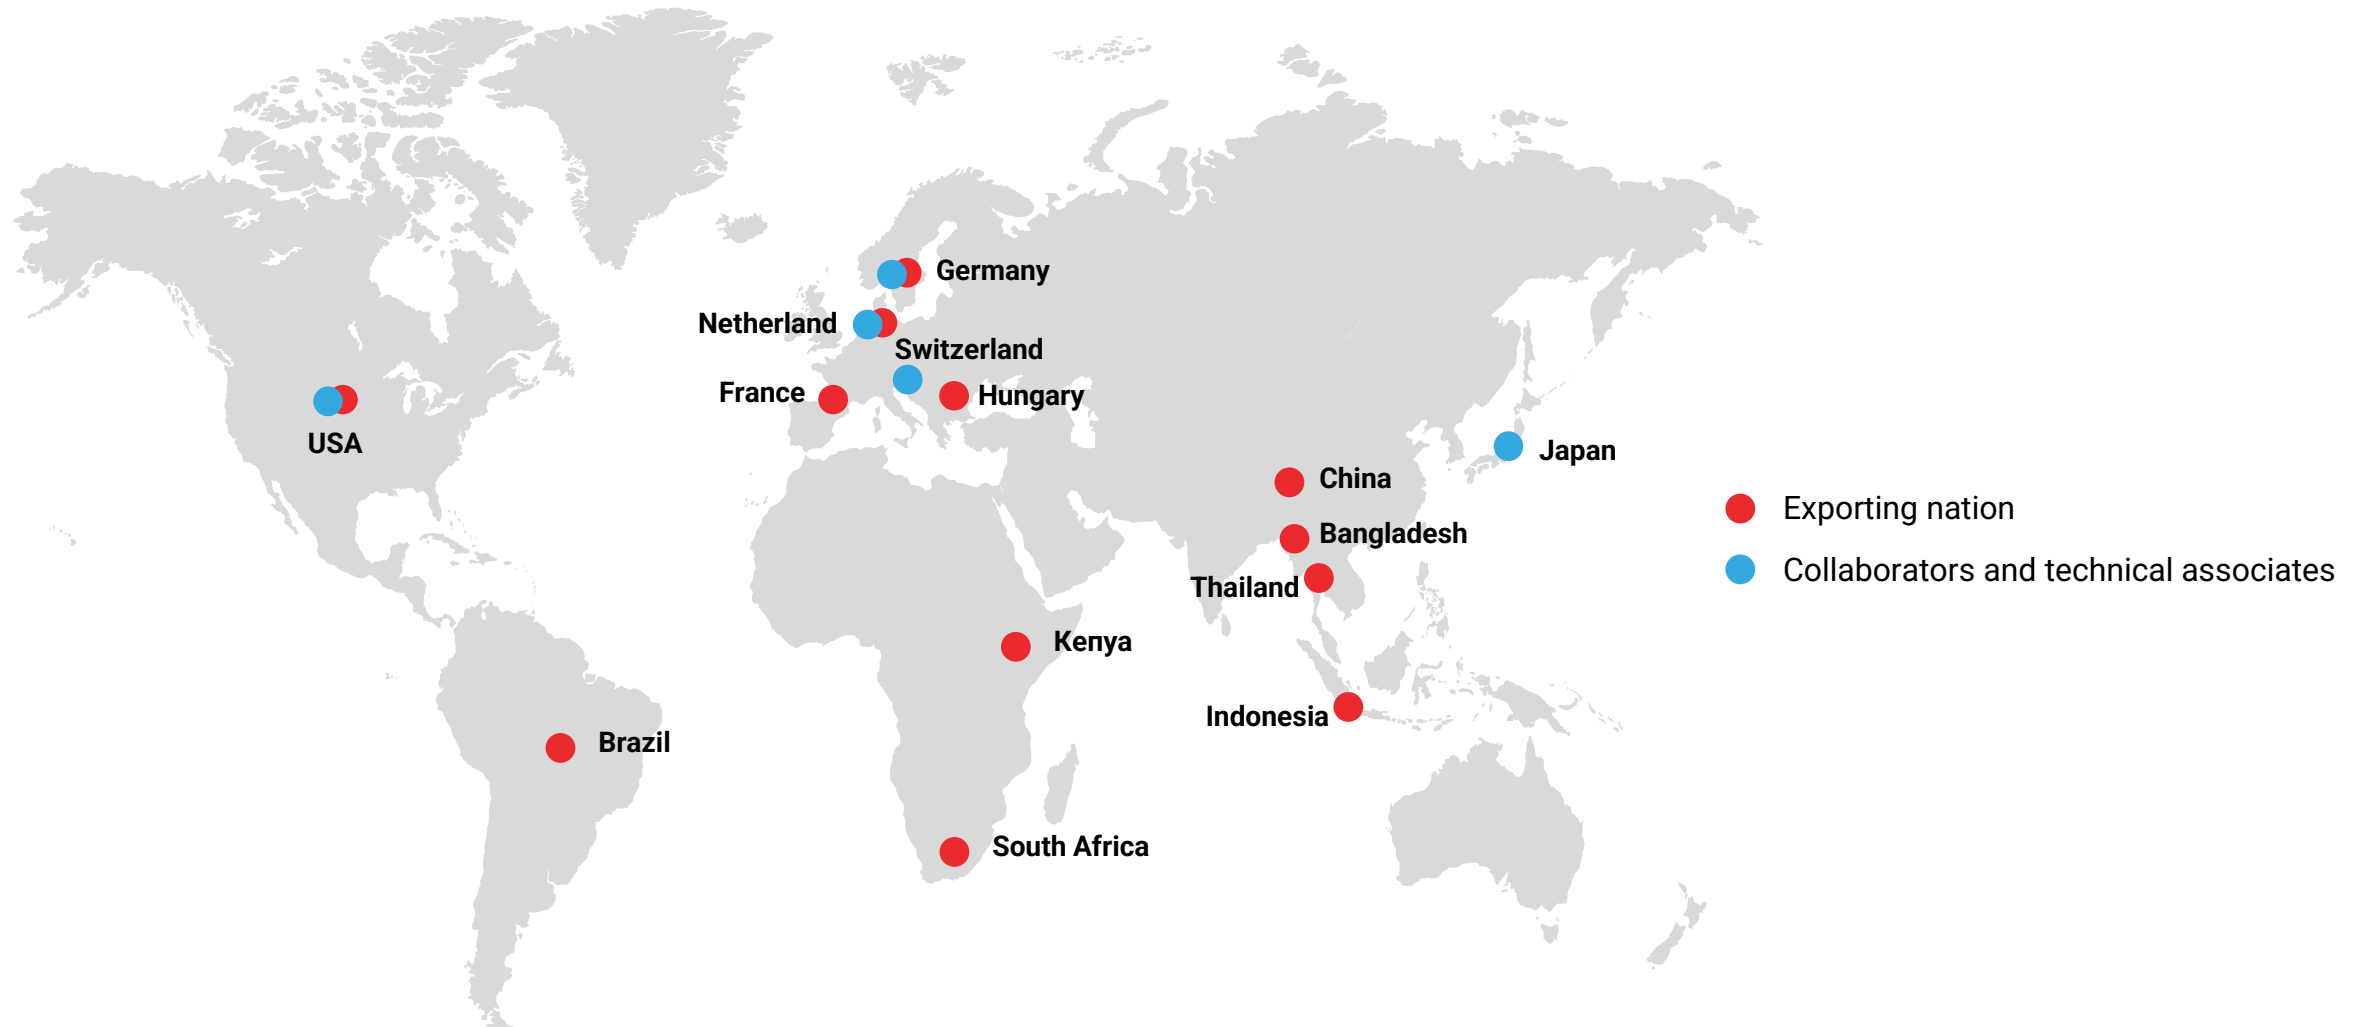 Germany
Netherland
Switzerland
France
Hungary
USA
Japan
China
Exporting nation
Bangladesh
Collaborators and technical associates
Thailand
Kenya
Indonesia
Brazil
South Africa